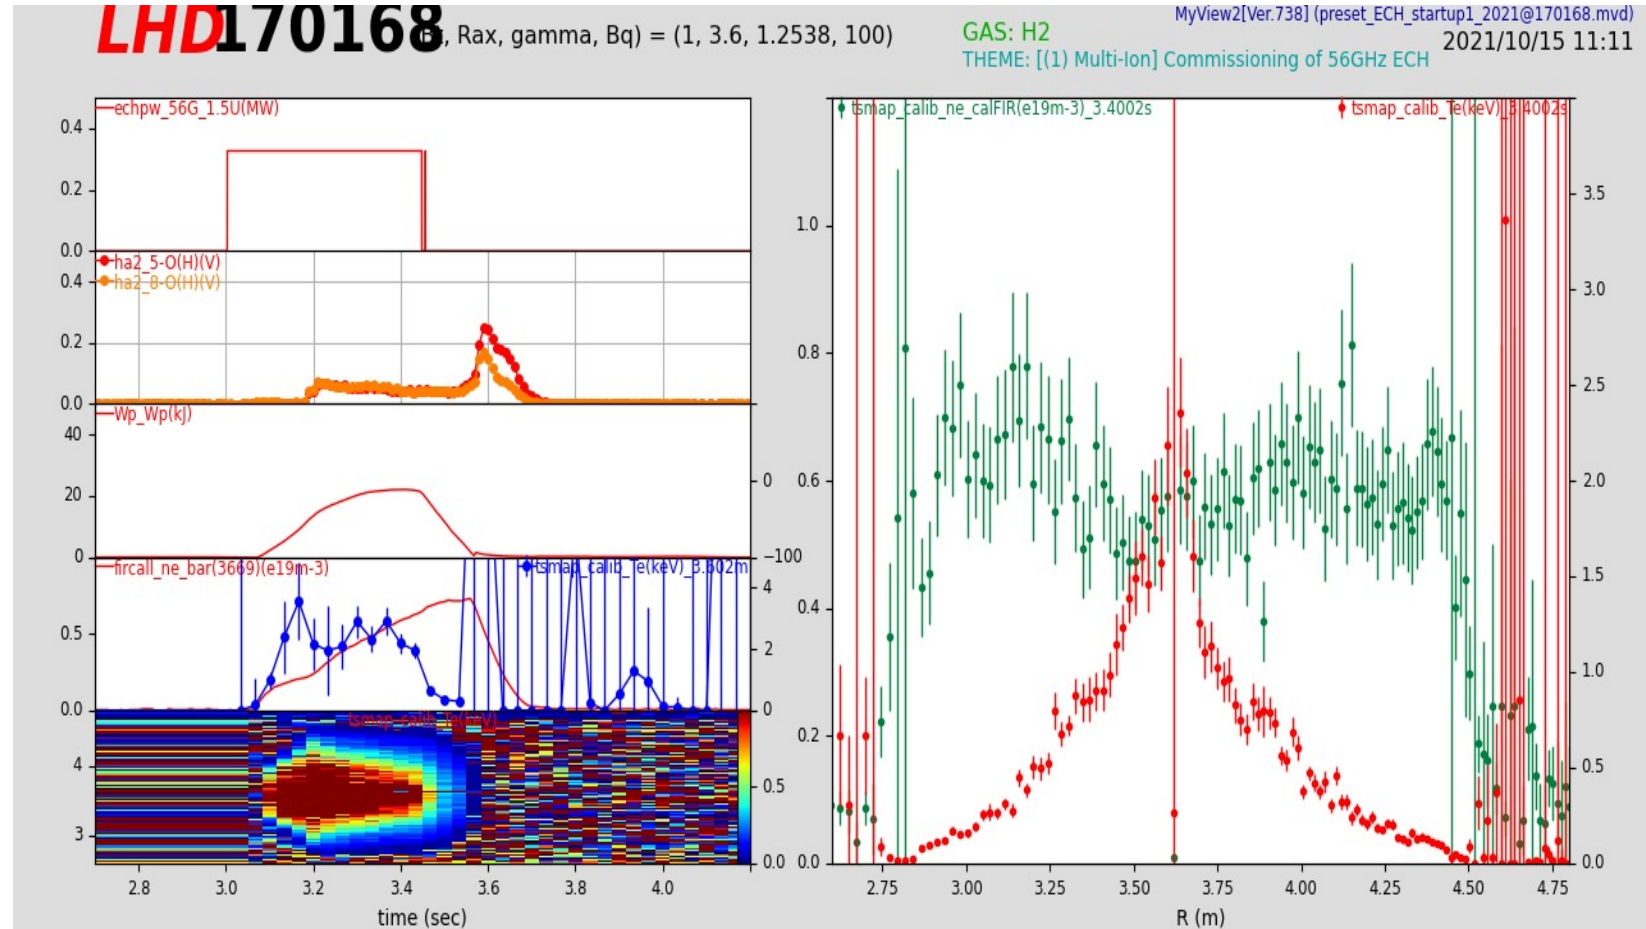 LHD 170168 , Rax, gamma, Bq) = (1, 3.6, 1.2538, 100)
GAS: H2
THEME: [(1) Multi-Ion] Commissioning of 56GHz ECH
MyView2[Ver.738] (preset_ECH_startup1_2021@170168.mvd)
2021/10/15 11:11
echpw_56G_1.5U(MW)
0.4
0.2
0.0
ha2_5-O(H)(V)
ha2_8-O(H)(V)
0.4
0.2
0.0
Wp_Wp(kJ)
40
20
0
0
−100
fircall_ne_bar(3669)(e19m-3)
tsmap_calib_Te(keV)_3.602m
0.5
0.0
4
2
0
tsmap_calib_Te(keV)
4
3
0.5
0.0
2.8 3.0 3.2 3.4 3.6 3.8 4.0
time (sec)
tsmap_calib_ne_calFIR(e19m-3)_3.4002s
tsmap_calib_Te(keV)_3.4002s
1.0
0.8
0.6
0.4
0.2
0.0
3.5
3.0
2.5
2.0
1.5
1.0
0.5
0.0
2.75 3.00 3.25 3.50 3.75 4.00 4.25 4.50 4.75
R (m)